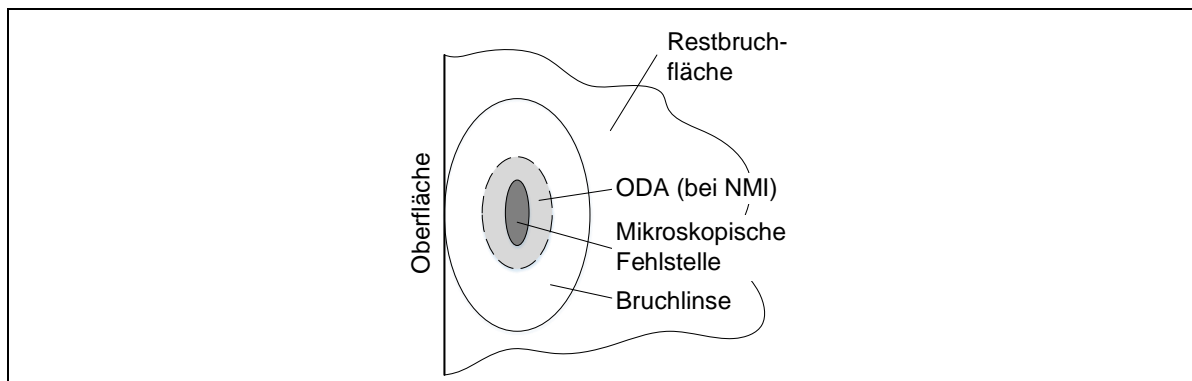 Restbruch-
fläche
Oberfläche
ODA (bei NMI)
Mikroskopische
Fehlstelle
Bruchlinse